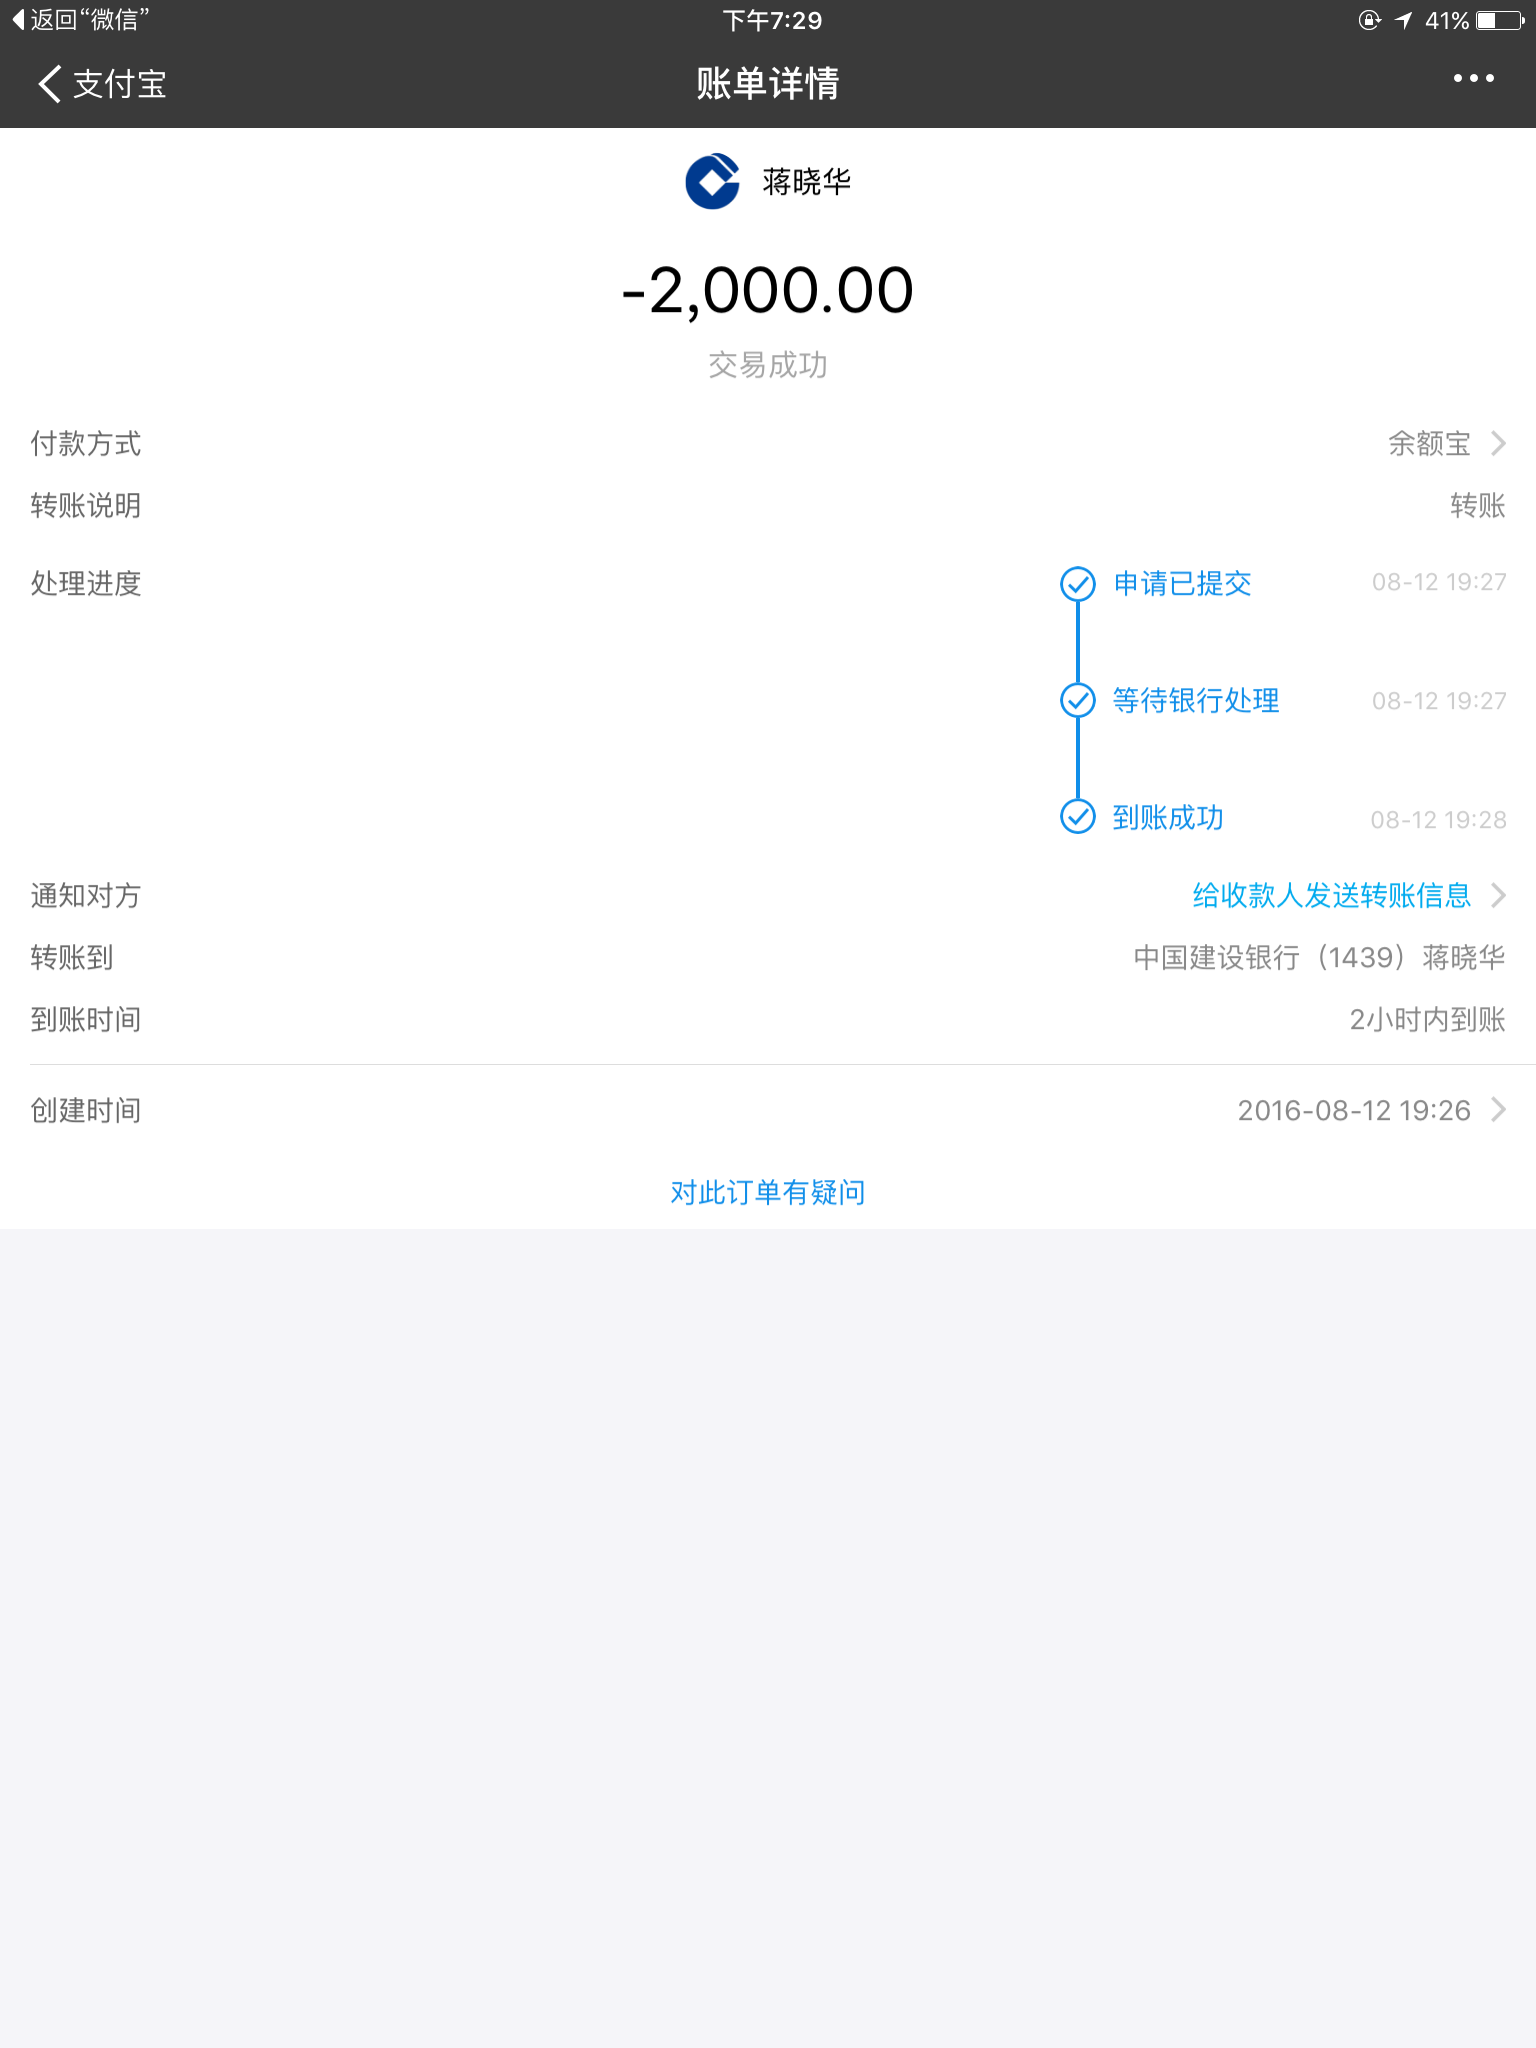 返回“微信”
下午7:29
41%
支付宝
账单详情
蒋晓华
-2,000.00
交易成功
付款方式 余额宝
转账说明 转账
处理进度 申请已提交 08-12 19:27
等待银行处理 08-12 19:27
到账成功 08-12 19:28
通知对方 给收款人发送转账信息
转账到 中国建设银行（1439）蒋晓华
到账时间 2小时内到账
创建时间 2016-08-12 19:26
对此订单有疑问